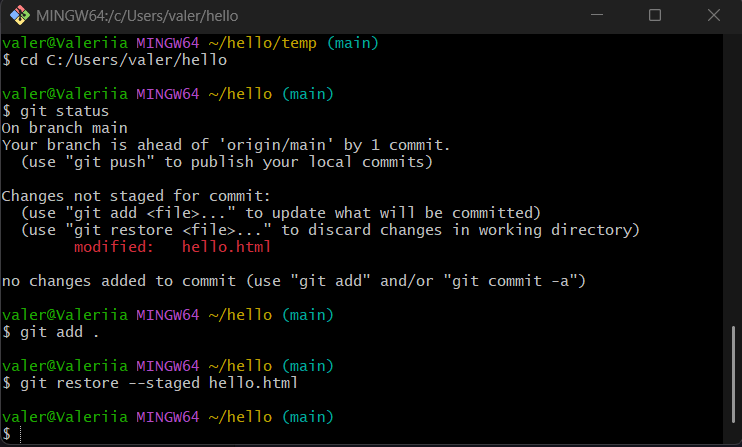 MINGW64:/c/Users/valer/hello
valer@Valeriia MINGW64 ~/hello/temp (main)
$ cd C:/Users/valer/hello
valer@Valeriia MINGW64 ~/hello (main)
$ git status
On branch main
Your branch is ahead of 'origin/main' by 1 commit.
  (use "git push" to publish your local commits)
Changes not staged for commit:
  (use "git add <file>..." to update what will be committed)
  (use "git restore <file>..." to discard changes in working directory)
        modified:   hello.html
no changes added to commit (use "git add" and/or "git commit -a")
valer@Valeriia MINGW64 ~/hello (main)
$ git add .
valer@Valeriia MINGW64 ~/hello (main)
$ git restore --staged hello.html
valer@Valeriia MINGW64 ~/hello (main)
$